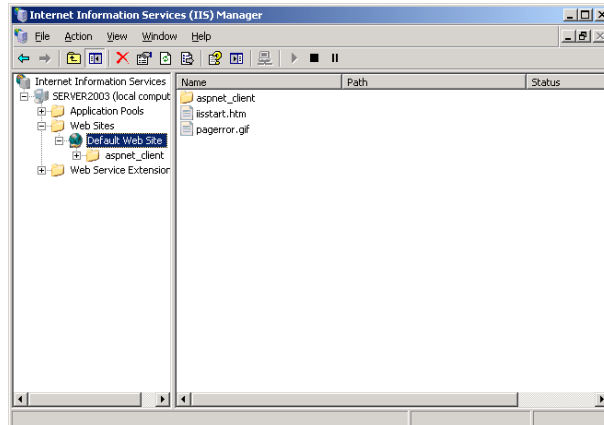 Internet Information Services (IIS) Manager
File Action View Window Help
Internet Information Services
SERVER2003 (local comput
Application Pools
Web Sites
Default Web Site
aspnet_client
Web Service Extension
Name Path Status
aspnet_client
iisstart.htm
pagerror.gif